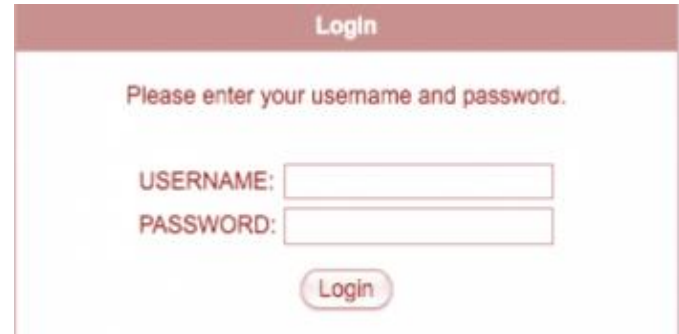 Login
Please enter your username and password.
USERNAME:
PASSWORD:
Login